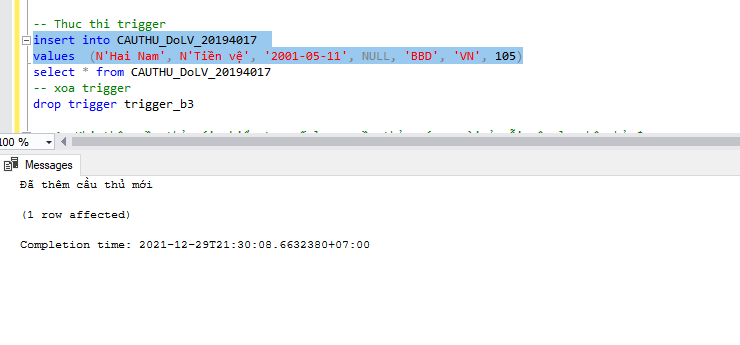 -- Thuc thi trigger
insert into CAUTHU_DoLV_20194017
values (N'Hai Nam', N'Tiền vệ', '2001-05-11', NULL, 'BBD', 'VN', 105)
select * from CAUTHU_DoLV_20194017
-- xoa trigger
drop trigger trigger_b3
100 %
Messages
Đã thêm cầu thủ mới
(1 row affected)
Completion time: 2021-12-29T21:30:08.6632380+07:00